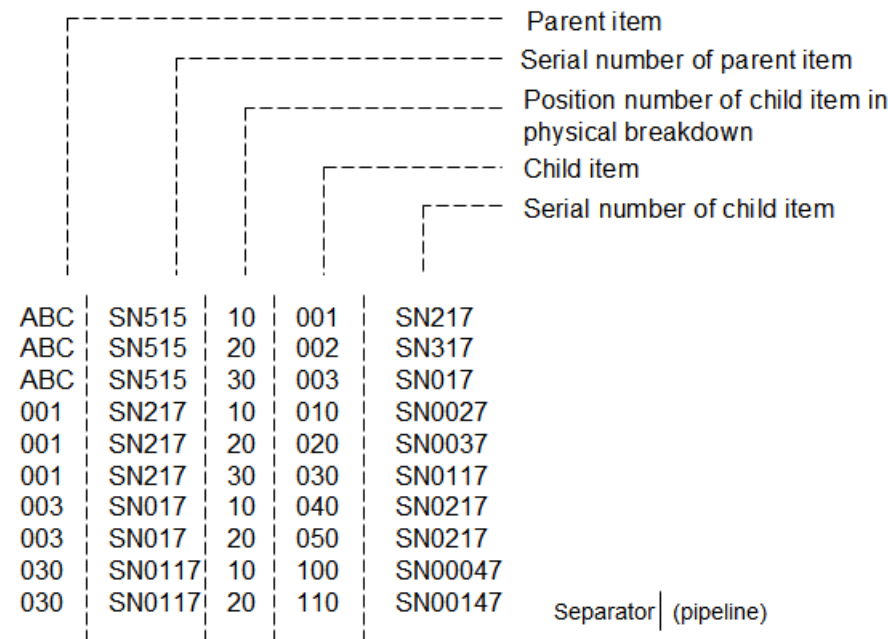 Parent item
Serial number of parent item
Position number of child item in
physical breakdown
Child item
Serial number of child item
ABC SN515 10 001 SN217
ABC SN515 20 002 SN317
ABC SN515 30 003 SN017
001 SN217 10 010 SN0027
001 SN217 20 020 SN0037
001 SN217 30 030 SN0117
003 SN017 10 040 SN0217
003 SN017 20 050 SN0217
030 SN0117 10 100 SN00047
030 SN0117 20 110 SN00147
Separator | (pipeline)